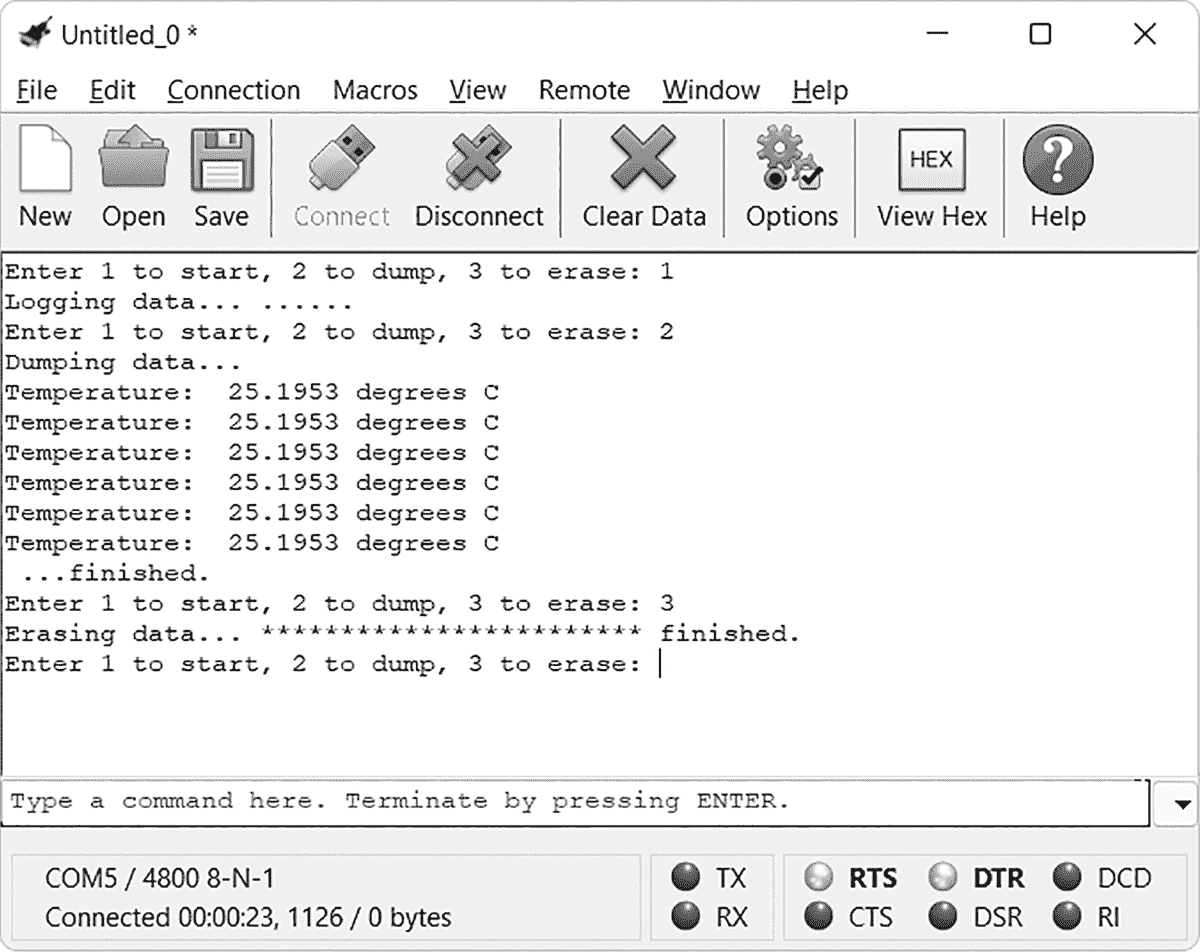 Untitled_0 *
File Edit Connection Macros View Remote Window Help
HEX
New Open Save Connect Disconnect Clear Data Options View Hex Help
Enter 1 to start, 2 to dump, 3 to erase: 1
Logging data... ......
Enter 1 to start, 2 to dump, 3 to erase: 2
Dumping data...
Temperature:  25.1953 degrees C
Temperature:  25.1953 degrees C
Temperature:  25.1953 degrees C
Temperature:  25.1953 degrees C
Temperature:  25.1953 degrees C
Temperature:  25.1953 degrees C
 ...finished.
Enter 1 to start, 2 to dump, 3 to erase: 3
Erasing data... ************************ finished.
Enter 1 to start, 2 to dump, 3 to erase:
Type a command here. Terminate by pressing ENTER.
COM5 / 4800 8-N-1 TX RTS DTR DCD
Connected 00:00:23, 1126 / 0 bytes RX CTS DSR RI